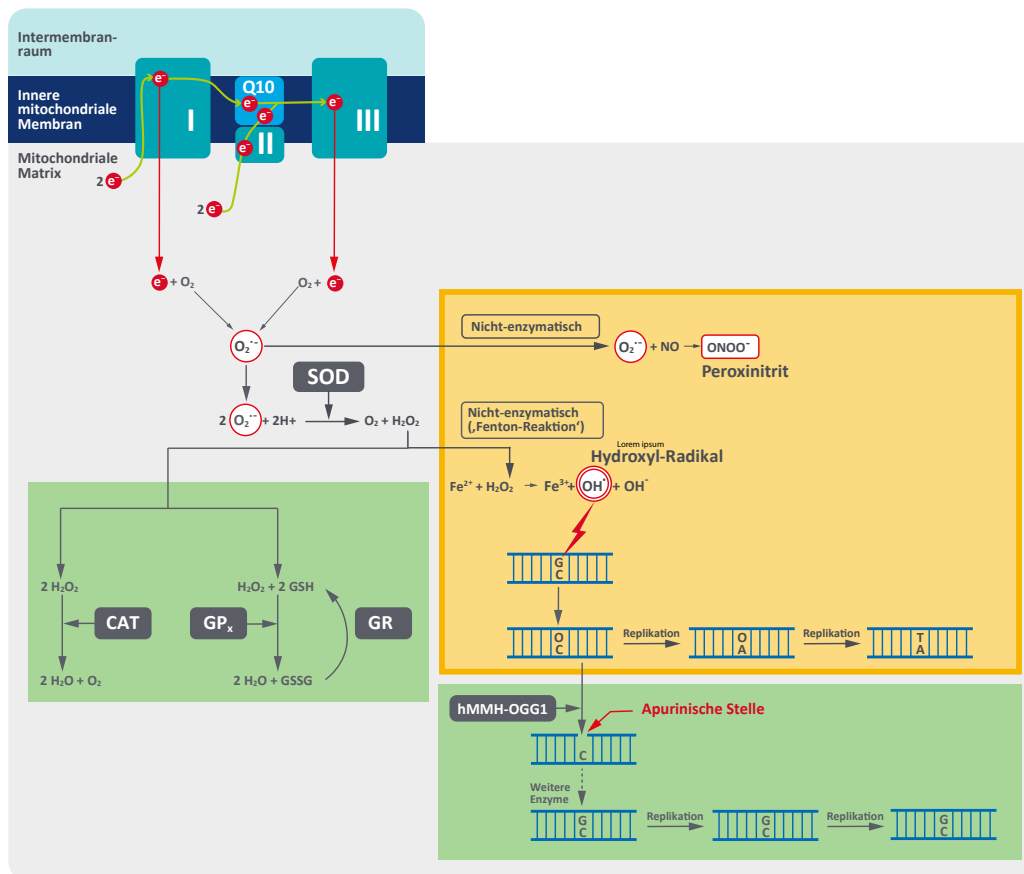 Intermembran-
raum
Innere
mitochondriale
Membran
Mitochondriale
Matrix
I
Q10
II
III
e⁻
e⁻
e⁻
e⁻
e⁻
2 e⁻
2 e⁻
e⁻ + O₂
O₂ + e⁻
O₂˙⁻
Nicht-enzymatisch
O₂˙⁻ + NO → ONOO⁻
Peroxinitrit
SOD
2 O₂˙⁻ + 2H+ → O₂ + H₂O₂
Nicht-enzymatisch
(‚Fenton-Reaktion‘)
Lorem ipsum
Hydroxyl-Radikal
Fe²⁺ + H₂O₂ → Fe³⁺ + OH˙ + OH⁻
G
C
O
C
Replikation
O
A
Replikation
T
A
2 H₂O₂
CAT
2 H₂O + O₂
H₂O₂ + 2 GSH
GPₓ
GR
2 H₂O + GSSG
hMMH-OGG1
Apurinische Stelle
C
Weitere
Enzyme
G
C
Replikation
G
C
Replikation
G
C